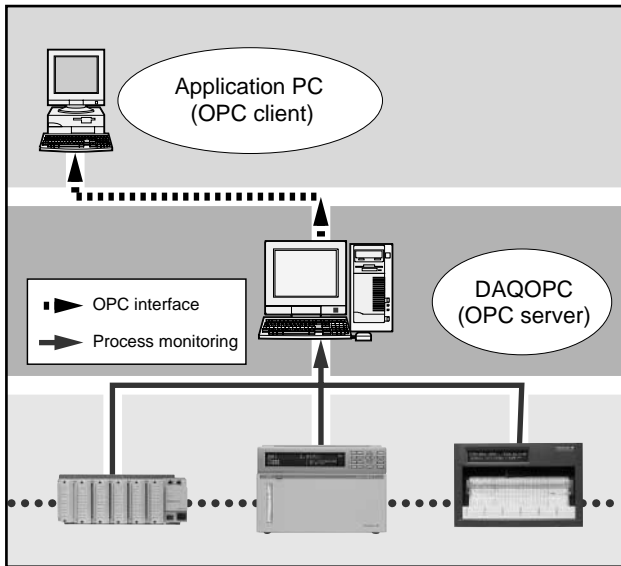 Application PC
(OPC client)
DAQOPC
(OPC server)
OPC interface
Process monitoring